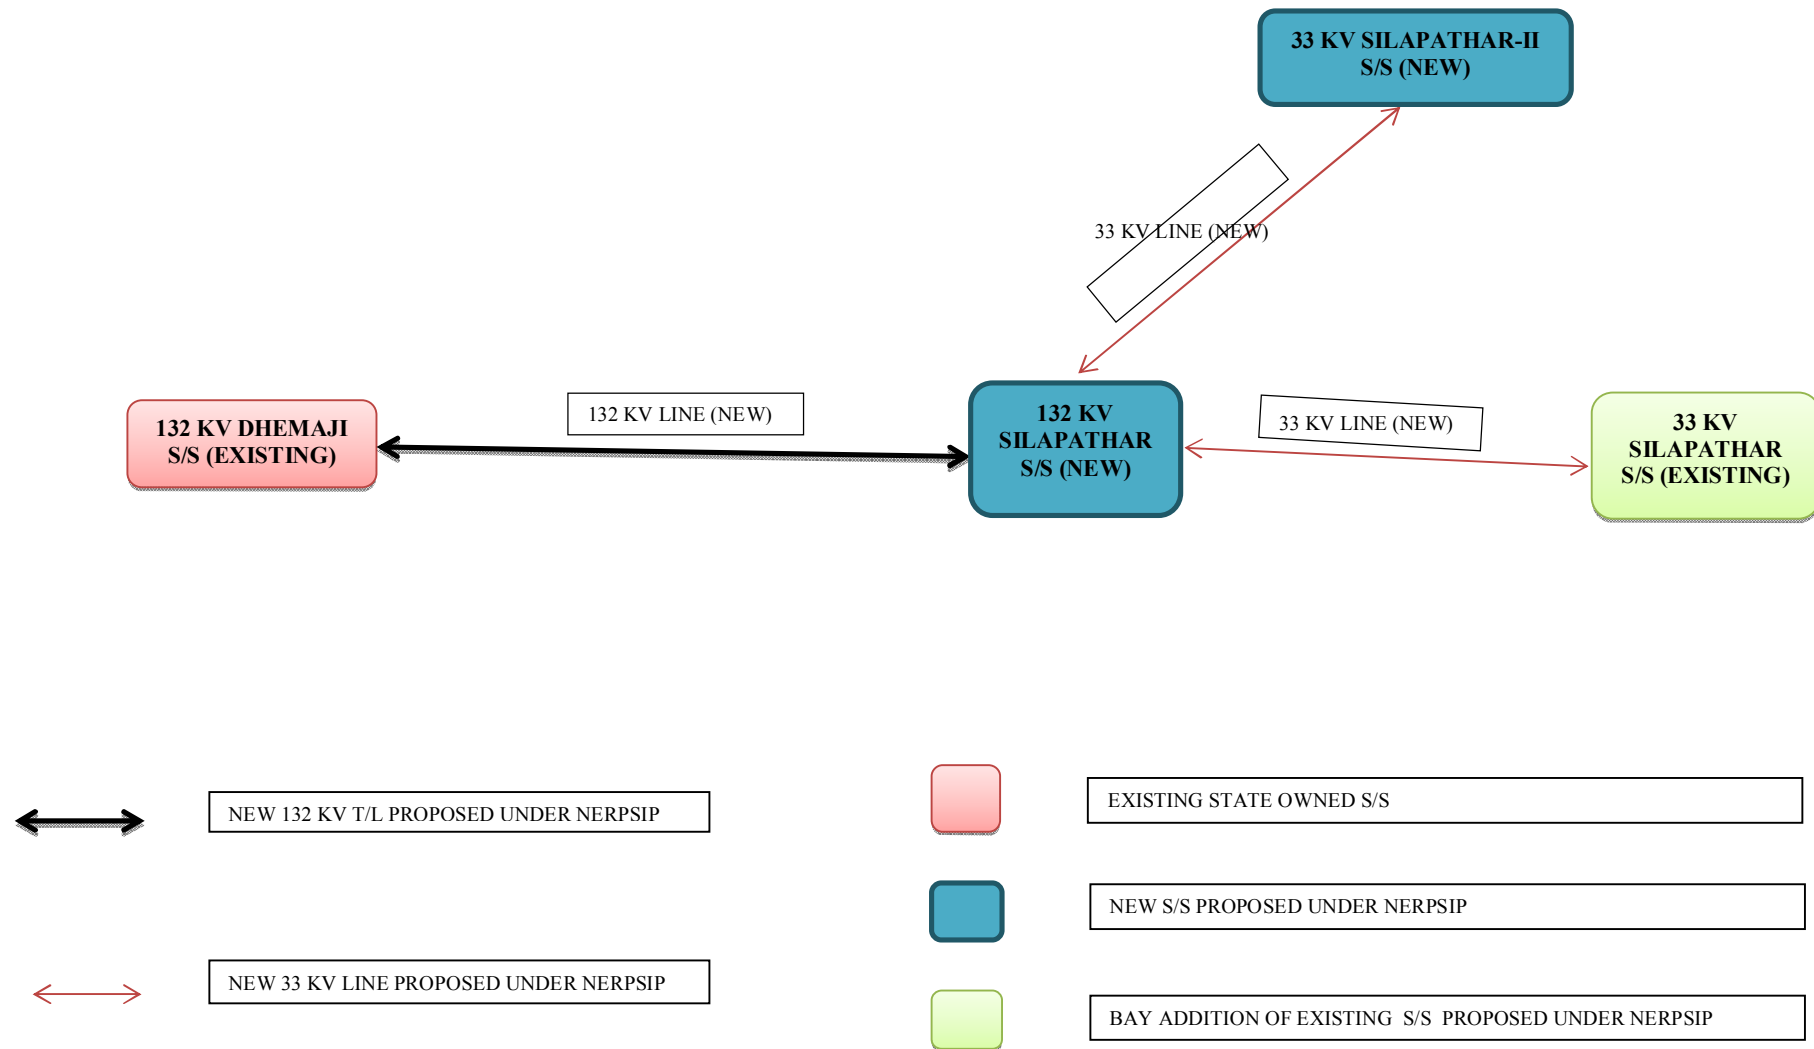 33 KV SILAPATHAR-II
S/S (NEW)
33 KV LINE (NEW)
132 KV LINE (NEW)
132 KV DHEMAJI
S/S (EXISTING)
132 KV
SILAPATHAR
S/S (NEW)
33 KV LINE (NEW)
33 KV
SILAPATHAR
S/S (EXISTING)
NEW 132 KV T/L PROPOSED UNDER NERPSIP
EXISTING STATE OWNED S/S
NEW S/S PROPOSED UNDER NERPSIP
NEW 33 KV LINE PROPOSED UNDER NERPSIP
BAY ADDITION OF EXISTING S/S PROPOSED UNDER NERPSIP